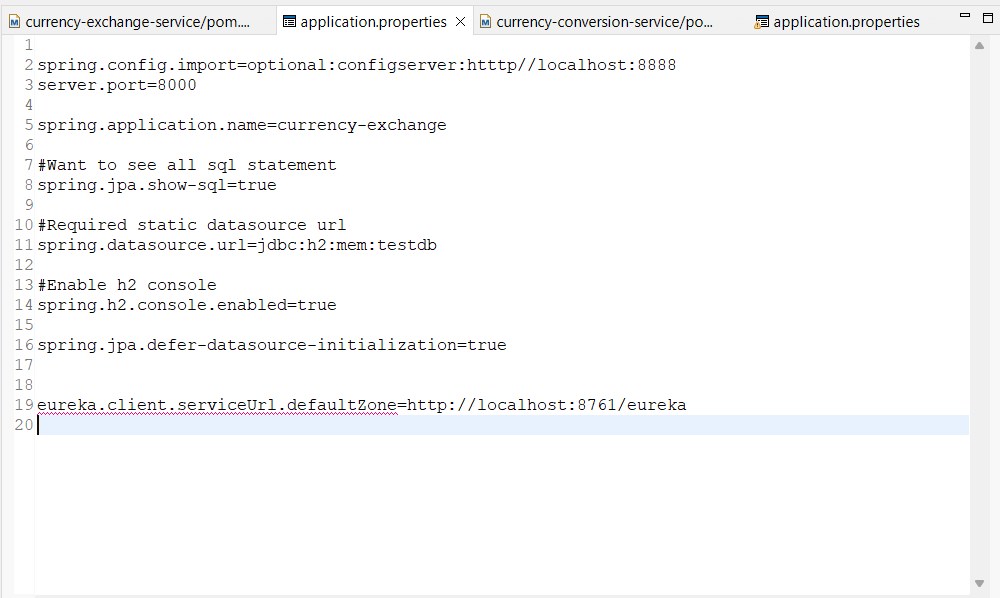 currency-exchange-service/pom.... application.properties currency-conversion-service/po... application.properties
1
2 spring.config.import=optional:configserver:htttp//localhost:8888
3 server.port=8000
4
5 spring.application.name=currency-exchange
6
7 #Want to see all sql statement
8 spring.jpa.show-sql=true
9
10 #Required static datasource url
11 spring.datasource.url=jdbc:h2:mem:testdb
12
13 #Enable h2 console
14 spring.h2.console.enabled=true
15
16 spring.jpa.defer-datasource-initialization=true
17
18
19 eureka.client.serviceUrl.defaultZone=http://localhost:8761/eureka
20